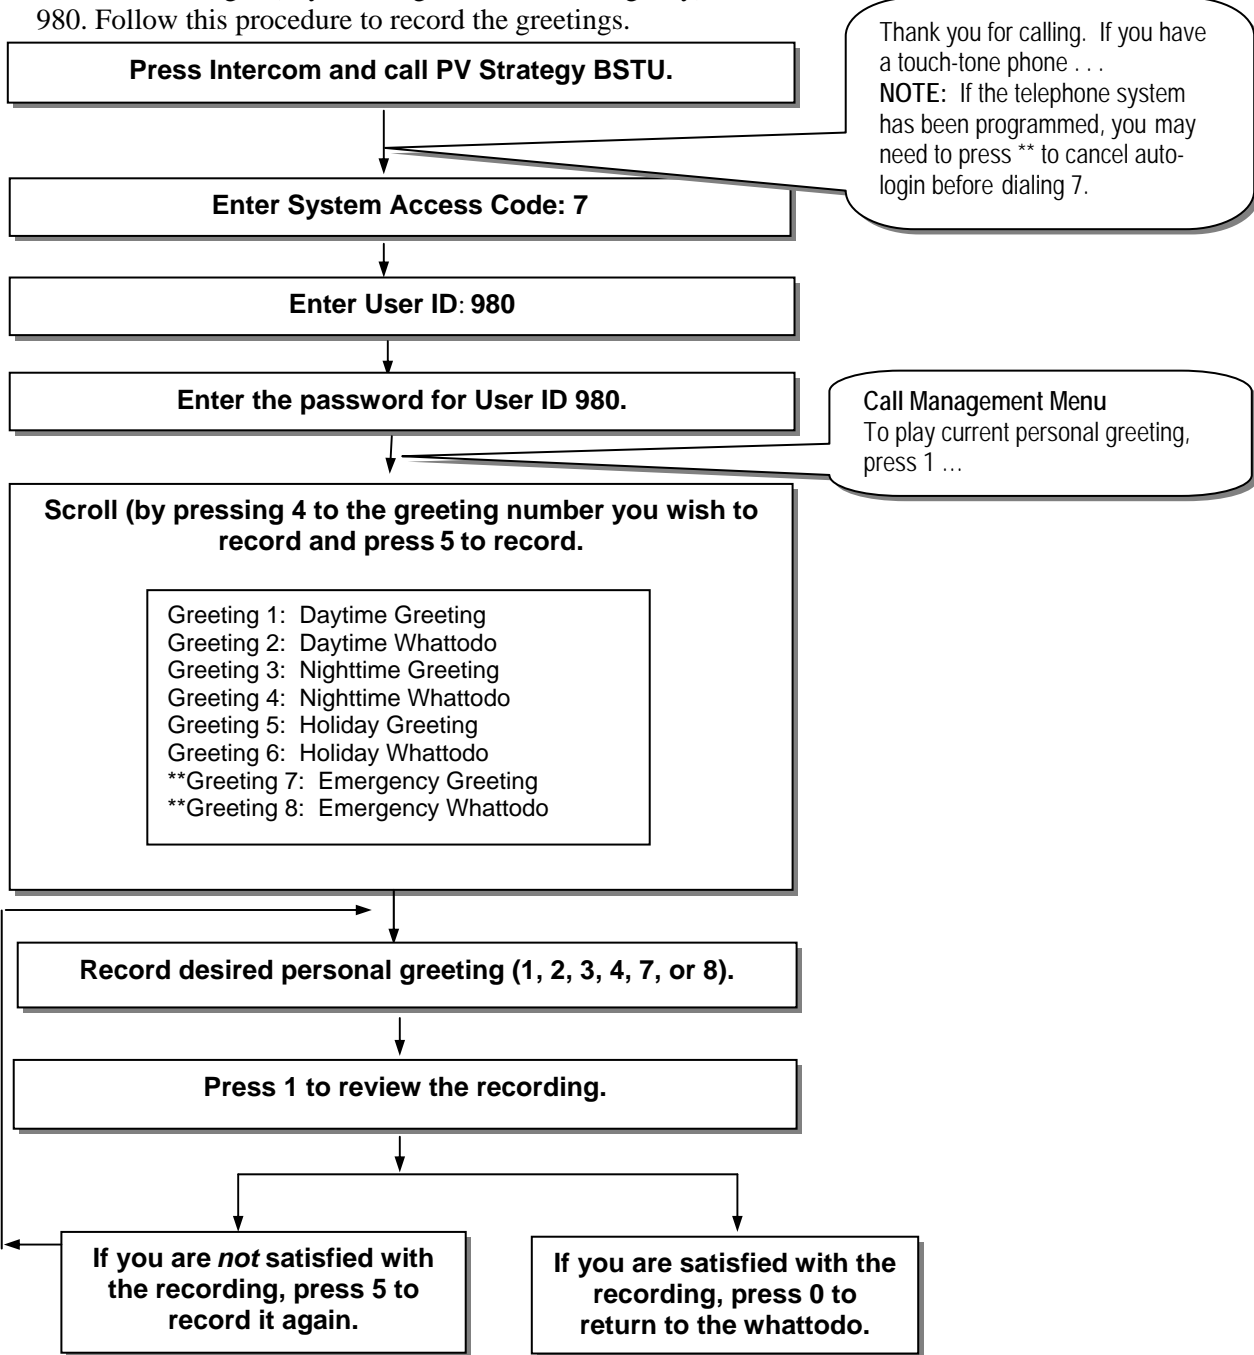 980. Follow this procedure to record the greetings.
Thank you for calling. If you have
a touch-tone phone . . .
NOTE: If the telephone system
has been programmed, you may
need to press ** to cancel auto-
login before dialing 7.
Press Intercom and call PV Strategy BSTU.
Enter System Access Code: 7
Enter User ID: 980
Enter the password for User ID 980.
Call Management Menu
To play current personal greeting,
press 1 ...
Scroll (by pressing 4 to the greeting number you wish to
record and press 5 to record.
Greeting 1: Daytime Greeting
Greeting 2: Daytime Whattodo
Greeting 3: Nighttime Greeting
Greeting 4: Nighttime Whattodo
Greeting 5: Holiday Greeting
Greeting 6: Holiday Whattodo
**Greeting 7: Emergency Greeting
**Greeting 8: Emergency Whattodo
Record desired personal greeting (1, 2, 3, 4, 7, or 8).
Press 1 to review the recording.
If you are not satisfied with
the recording, press 5 to
record it again.
If you are satisfied with the
recording, press 0 to
return to the whattodo.